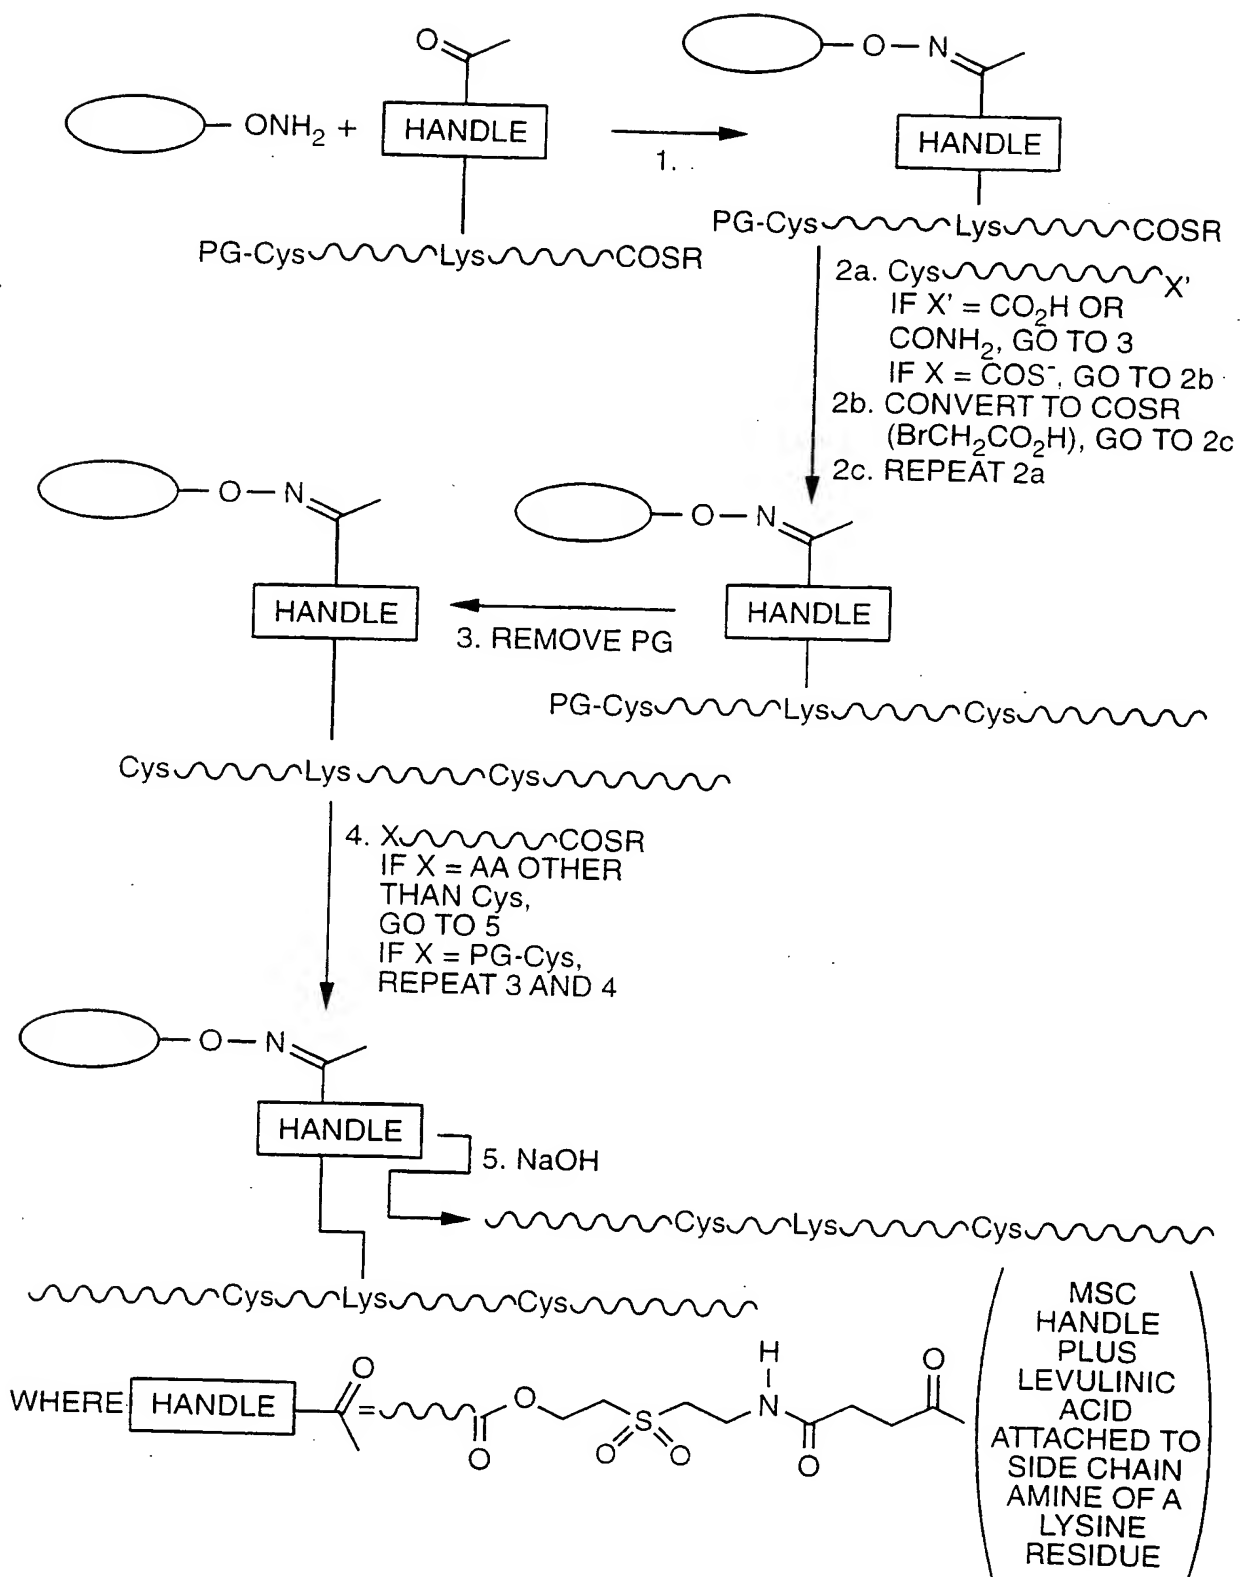 O
O—N
ONH2 +
HANDLE
1.
HANDLE
PG-Cys Lys COSR
PG-Cys Lys COSR
2a. Cys X'
IF X' = CO2H OR
CONH2, GO TO 3
IF X = COS-, GO TO 2b
2b. CONVERT TO COSR
(BrCH2CO2H), GO TO 2c
2c. REPEAT 2a
O—N
O—N
HANDLE
3. REMOVE PG
HANDLE
PG-Cys Lys Cys
Cys Lys Cys
4. X COSR
IF X = AA OTHER
THAN Cys,
GO TO 5
IF X = PG-Cys,
REPEAT 3 AND 4
O—N
HANDLE
5. NaOH
Cys Lys Cys
Cys Lys Cys
WHERE HANDLE O = O O S O O N H O O
MSC
HANDLE
PLUS
LEVULINIC
ACID
ATTACHED TO
SIDE CHAIN
AMINE OF A
LYSINE
RESIDUE